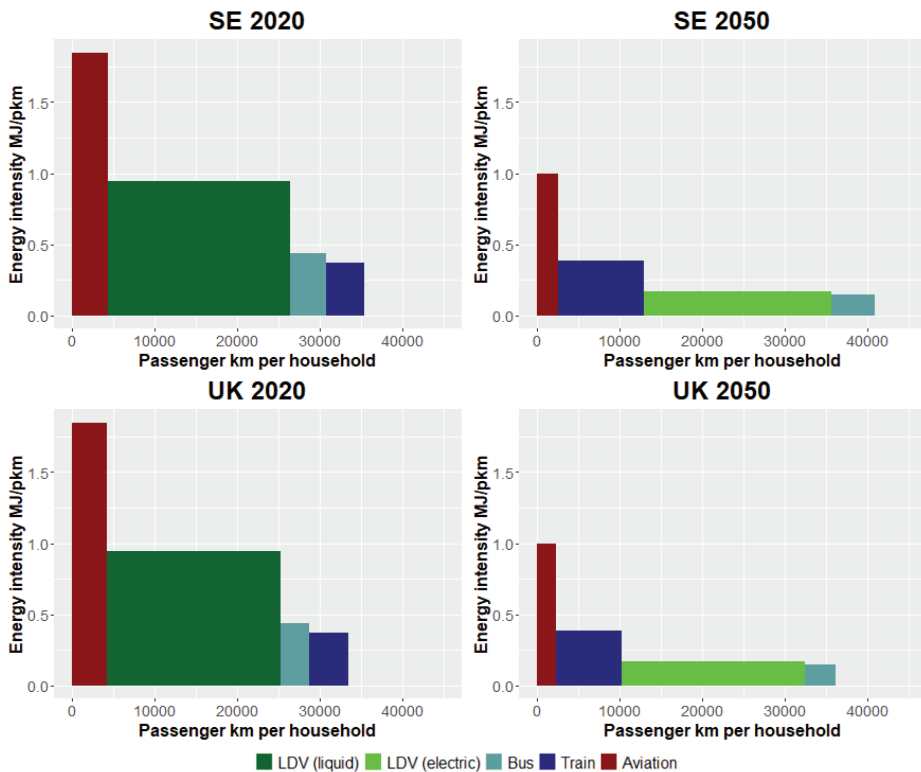 SE 2020
SE 2050
Energy intensity MJ/pkm
1.5
1.0
0.5
0.0
0 10000 20000 30000 40000
Passenger km per household
Energy intensity MJ/pkm
1.5
1.0
0.5
0.0
0 10000 20000 30000 40000
Passenger km per household
UK 2020
UK 2050
Energy intensity MJ/pkm
1.5
1.0
0.5
0.0
0 10000 20000 30000 40000
Passenger km per household
Energy intensity MJ/pkm
1.5
1.0
0.5
0.0
0 10000 20000 30000 40000
Passenger km per household
LDV (liquid) LDV (electric) Bus Train Aviation